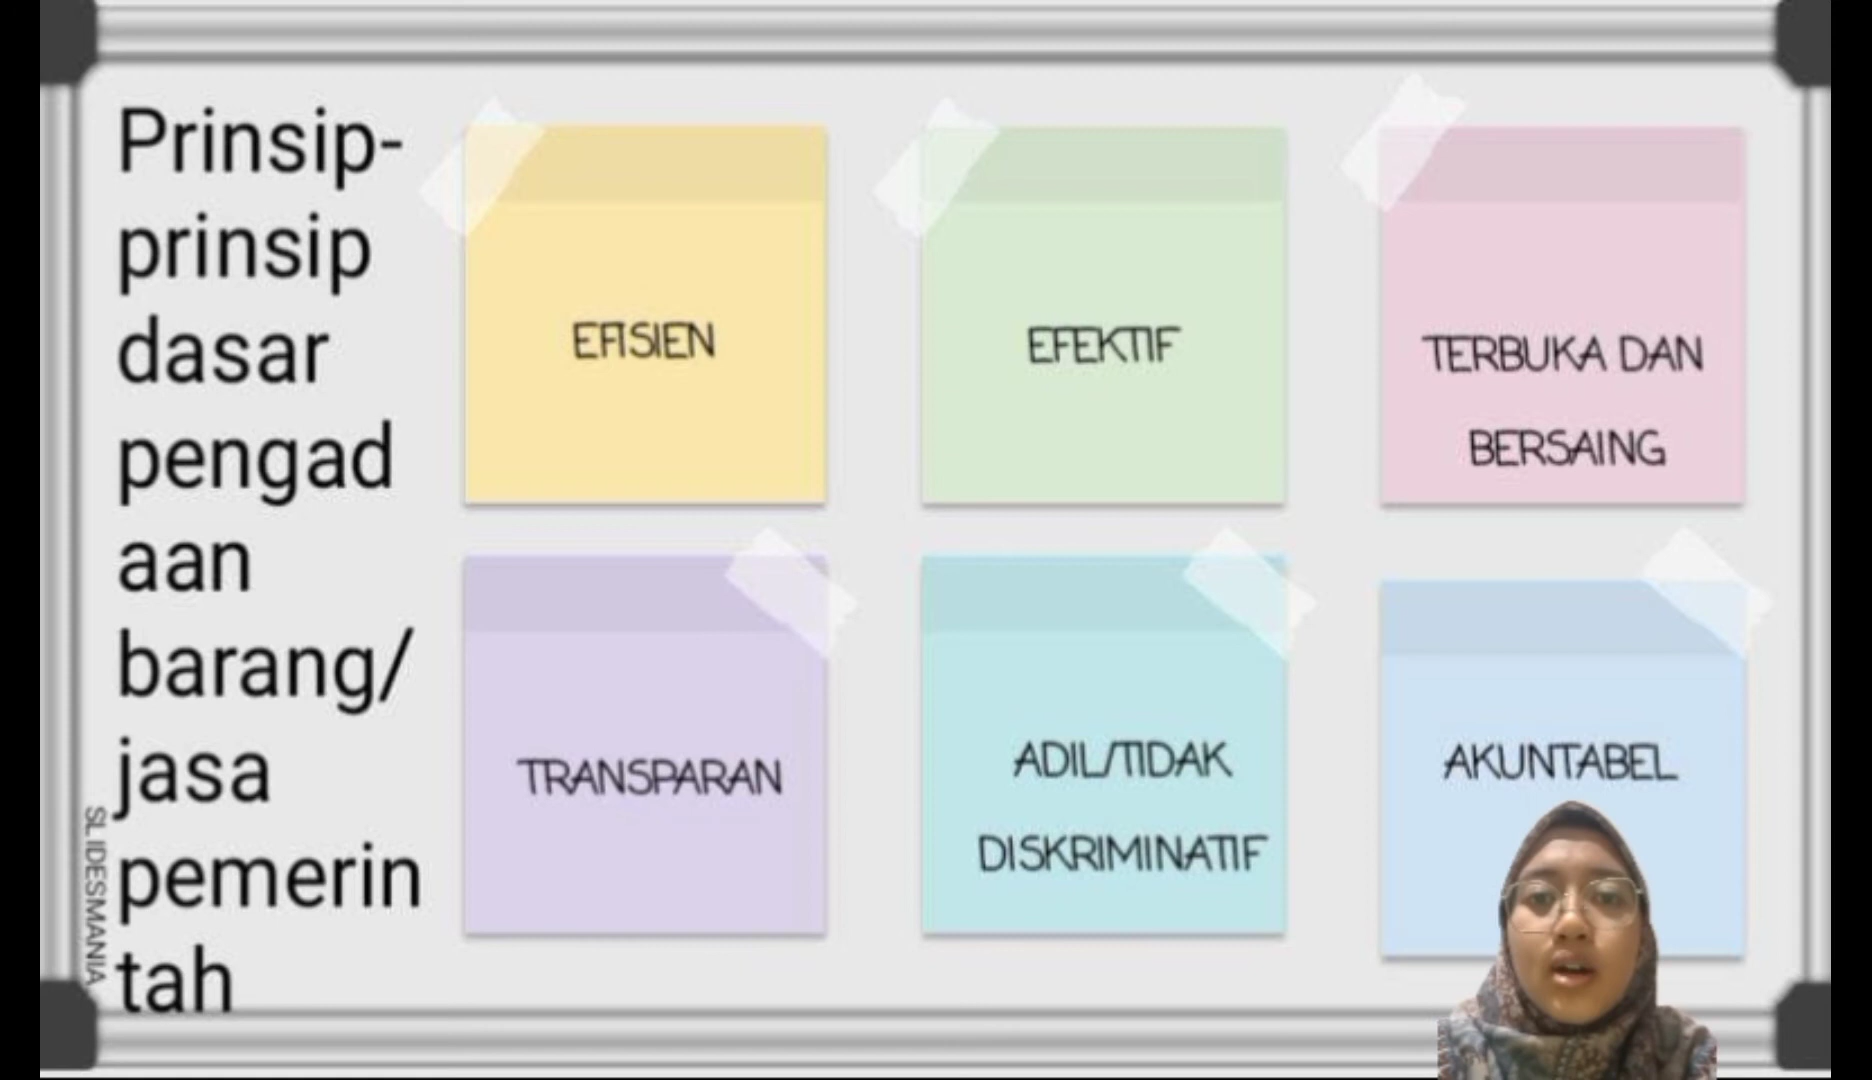 Prinsip-
prinsip
dasar
pengad
aan
barang/
jasa
pemerin
tah
EFISIEN
EFEKTIF
TERBUKA DAN
BERSAING
TRANSPARAN
ADIL/TIDAK
DISKRIMINATIF
AKUNTABEL
SLIDESMANIA